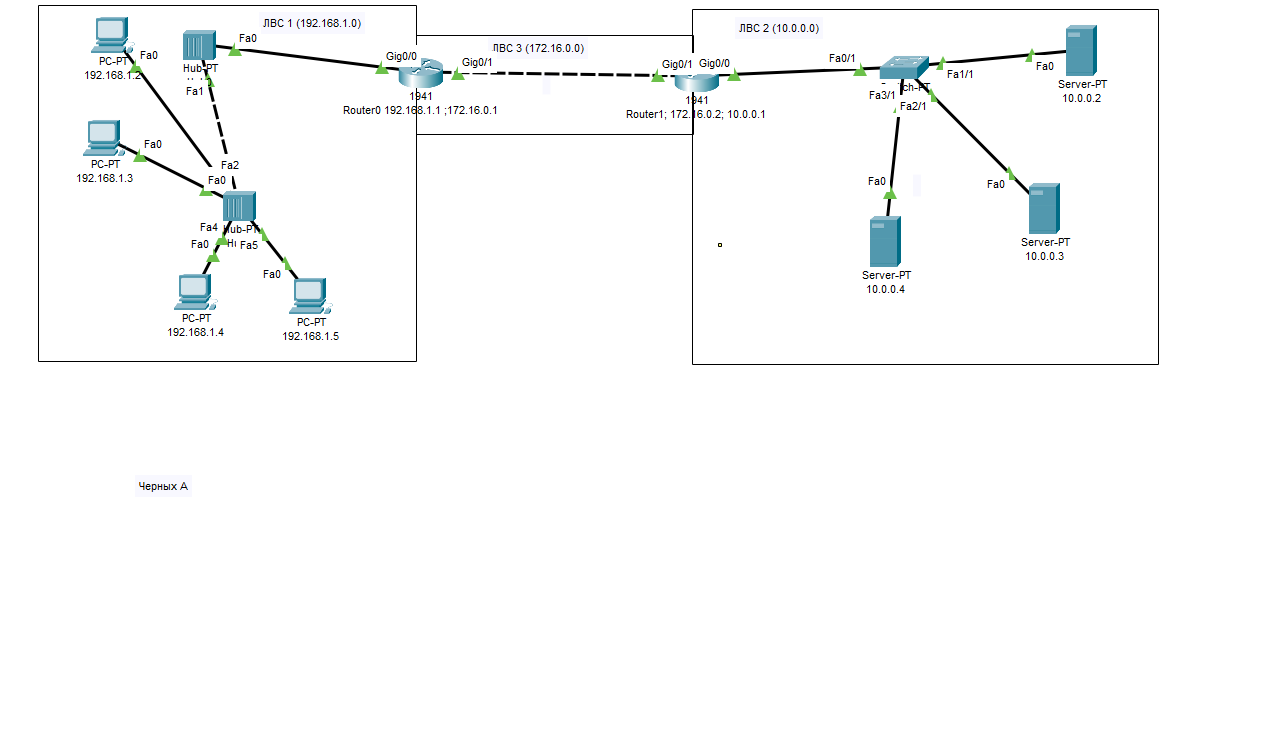 ЛВС 1 (192.168.1.0)
Fa0
PC-PT
192.168.1.2
Fa0
Hub-PT
Fa1
Fa0
PC-PT
192.168.1.3
Fa2
Fa0
Hub-PT
Fa4
Fa0
Fa5
Fa0
PC-PT
192.168.1.4
PC-PT
192.168.1.5
ЛВС 3 (172.16.0.0)
Gig0/0
Gig0/1
1941
Router0 192.168.1.1 ;172.16.0.1
Gig0/1
Gig0/0
1941
Router1; 172.16.0.2; 10.0.0.1
ЛВС 2 (10.0.0.0)
Fa0/1
Fa1/1
Fa3/1
Fa2/1
Fa0
Server-PT
10.0.0.2
Fa0
Server-PT
10.0.0.3
Fa0
Server-PT
10.0.0.4
Черных А